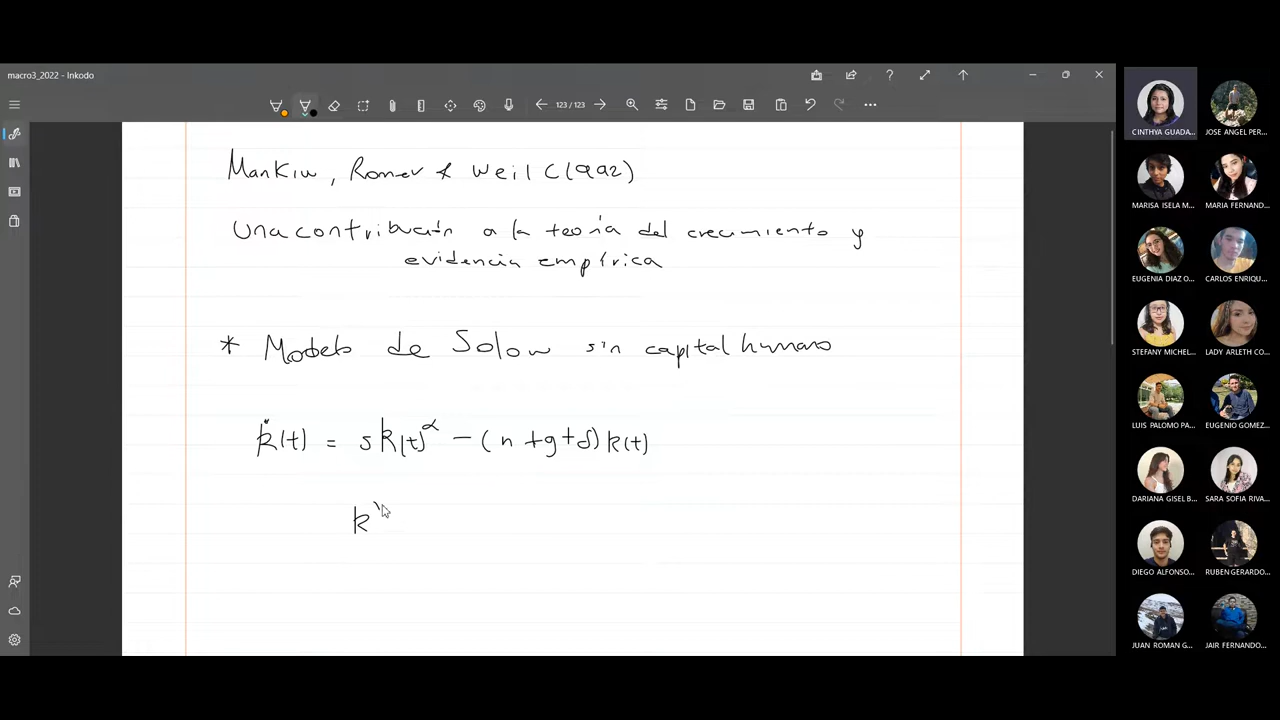 macro3_2022 - Inkodo
123 / 123
Mankiw, Romer & Weil (1992)
Una contribución a la teoría del crecimiento y
evidencia empírica
* Modelo de Solow sin capital humano
k̇(t) = sk(t)^α - (n+g+δ)k(t)
k
CINTHYA GUADA...
JOSE ANGEL PER...
MARISA ISELA M...
MARIA FERNAND...
EUGENIA DIAZ O...
CARLOS ENRIQU...
STEFANY MICHEL...
LADY ARLETH CO...
LUIS PALOMO PA...
EUGENIO GOMEZ...
DARIANA GISEL B...
SARA SOFIA RIVA...
DIEGO ALFONSO...
RUBEN GERARDO...
JUAN ROMAN G...
JAIR FERNANDO...